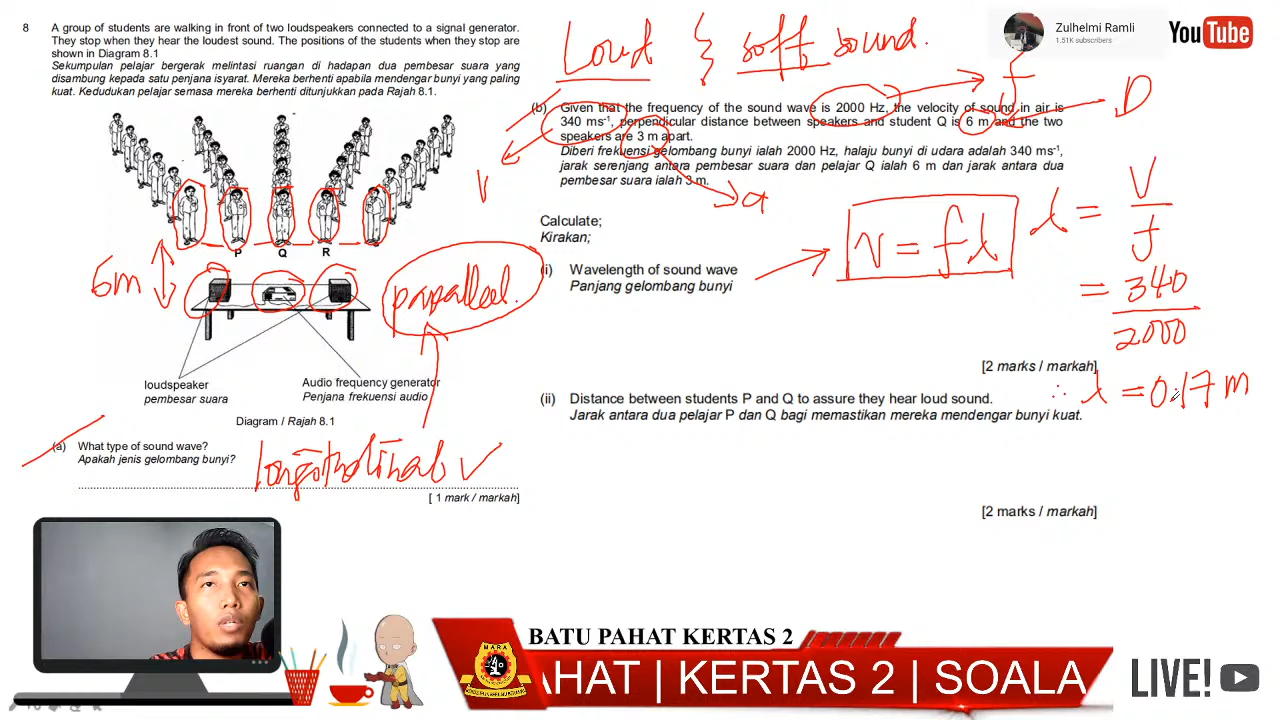 8 A group of students are walking in front of two loudspeakers connected to a signal generator.
They stop when they hear the loudest sound. The positions of the students when they stop are
shown in Diagram 8.1
Sekumpulan pelajar bergerak melintasi ruangan di hadapan dua pembesar suara yang
disambung kepada satu penjana isyarat. Mereka berhenti apabila mendengar bunyi yang paling
kuat. Kedudukan pelajar semasa mereka berhenti ditunjukkan pada Rajah 8.1.
P Q R
6m
loudspeaker
pembesar suara
Audio frequency generator
Penjana frekuensi audio
Diagram / Rajah 8.1
parallel.
(a) What type of sound wave?
Apakah jenis gelombang bunyi?
longitudinal ✓
[ 1 mark / markah]
Loud } soft sound.
Zulhelmi Ramli
1.51K subscribers
YouTube
f
D
(b) Given that the frequency of the sound wave is 2000 Hz, the velocity of sound in air is
340 ms-1, perpendicular distance between speakers and student Q is 6 m and the two
speakers are 3 m apart.
Diberi frekuensi gelombang bunyi ialah 2000 Hz, halaju bunyi di udara adalah 340 ms-1,
jarak serenjang antara pembesar suara dan pelajar Q ialah 6 m dan jarak antara dua
pembesar suara ialah 3 m.
V
a
Calculate;
Kirakan;
v = fλ
λ = V/f
= 340/2000
∴ λ = 0.17 m
(i) Wavelength of sound wave
Panjang gelombang bunyi
[2 marks / markah]
(ii) Distance between students P and Q to assure they hear loud sound.
Jarak antara dua pelajar P dan Q bagi memastikan mereka mendengar bunyi kuat.
[2 marks / markah]
BATU PAHAT KERTAS 2
MARA
AHAT | KERTAS 2 | SOALA
LIVE!